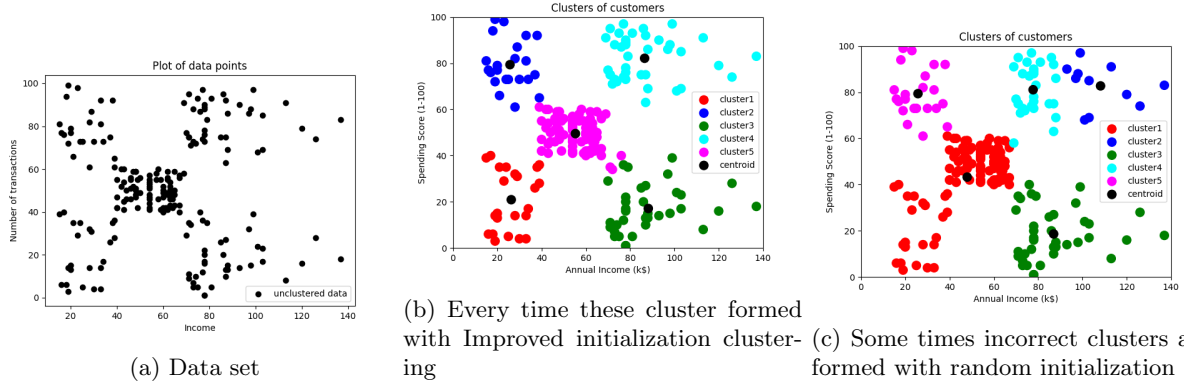 Plot of data points
Number of transactions
100
80
60
40
20
0
unclustered data
20 40 60 80 100 120 140
Income
(a) Data set
Clusters of customers
Spending Score (1-100)
100
80
60
40
20
0
cluster1
cluster2
cluster3
cluster4
cluster5
centroid
0 20 40 60 80 100 120 140
Annual Income (k$)
(b) Every time these cluster formed
with Improved initialization cluster-
ing
Clusters of customers
Spending Score (1-100)
100
80
60
40
20
0
cluster1
cluster2
cluster3
cluster4
cluster5
centroid
0 20 40 60 80 100 120 140
Annual Income (k$)
(c) Some times incorrect clusters a
formed with random initialization